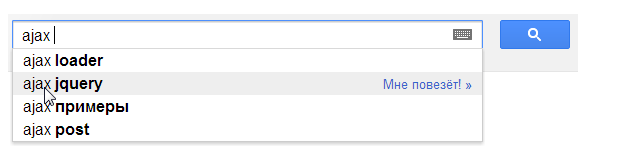 ajax
ajax loader
ajax jquery Мне повезёт! »
ajax примеры
ajax post